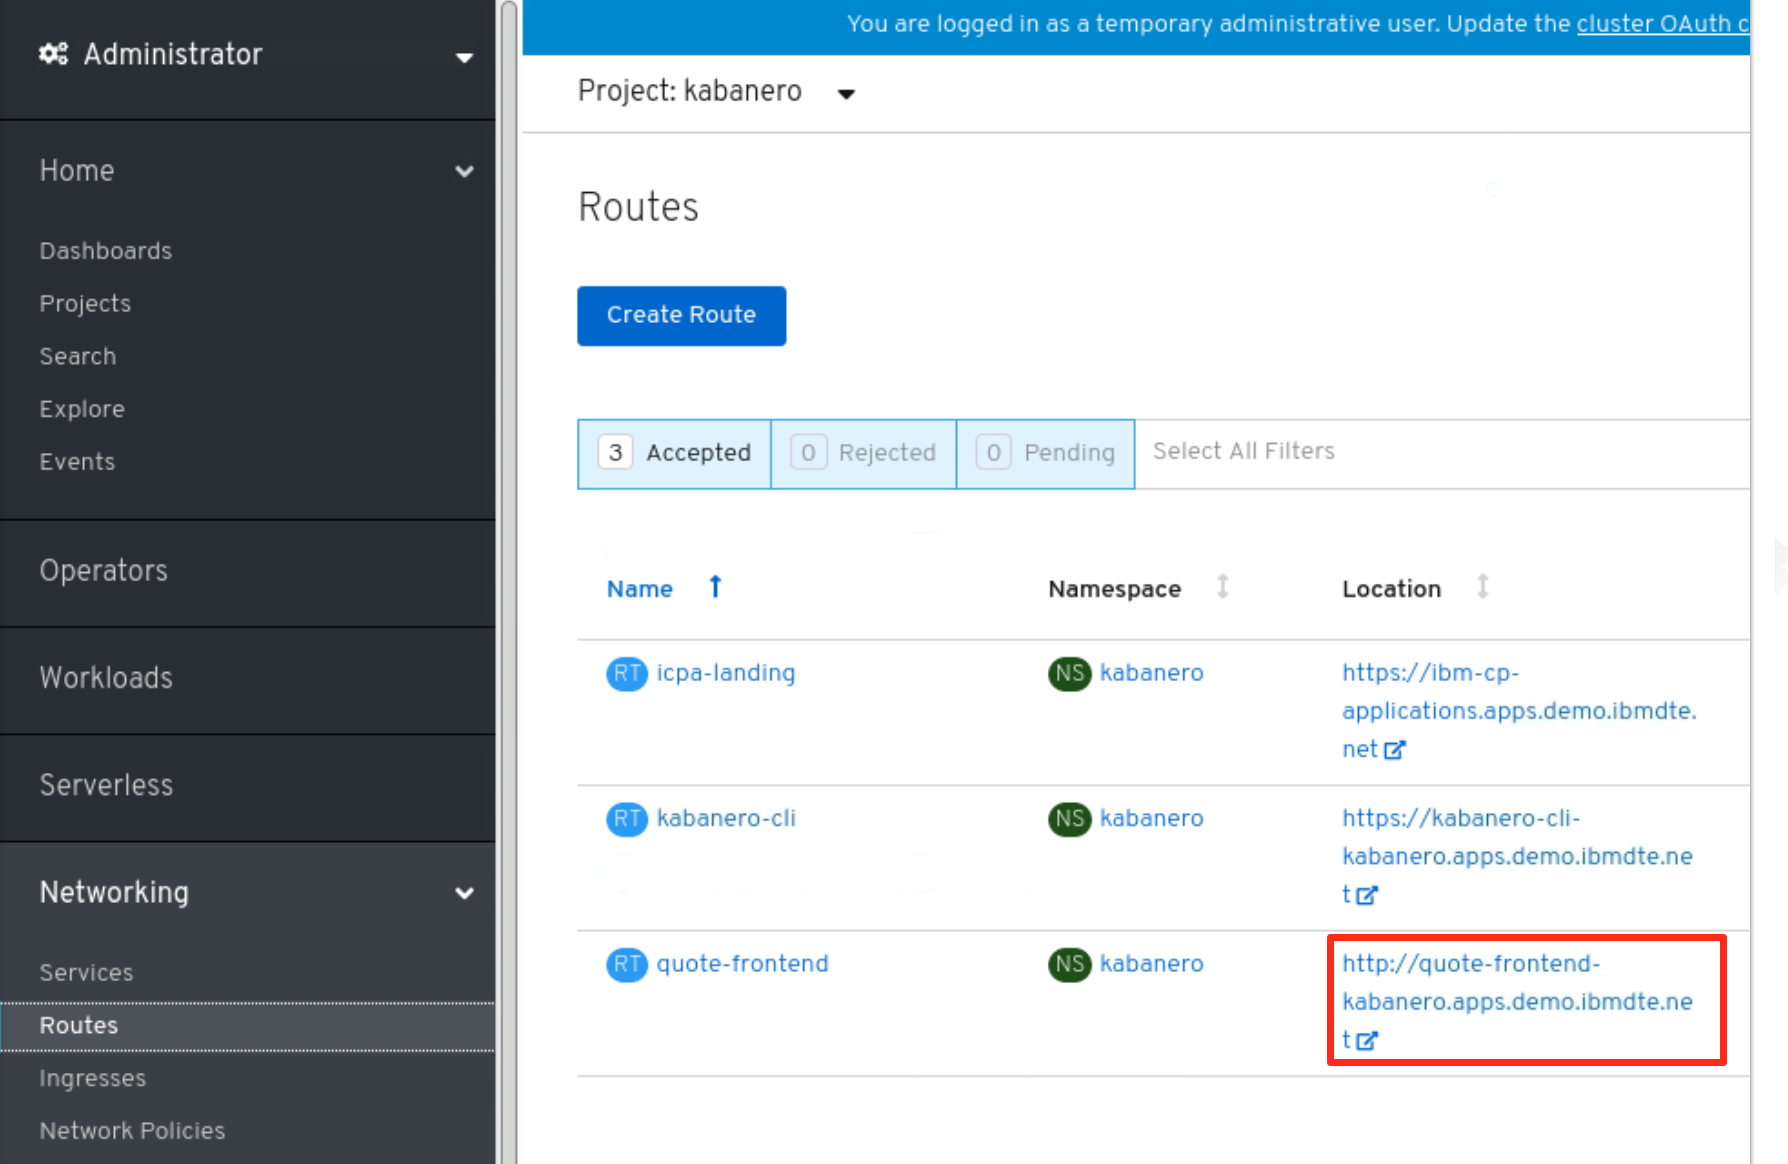 Administrator
Home
Dashboards
Projects
Search
Explore
Events
Operators
Workloads
Serverless
Networking
Services
Routes
Ingresses
Network Policies
You are logged in as a temporary administrative user. Update the cluster OAuth c
Project: kabanero
Routes
Create Route
3 Accepted 0 Rejected 0 Pending Select All Filters
Name Namespace Location
RT icpa-landing NS kabanero https://ibm-cp-
applications.apps.demo.ibmdte.
net
RT kabanero-cli NS kabanero https://kabanero-cli-
kabanero.apps.demo.ibmdte.ne
t
RT quote-frontend NS kabanero http://quote-frontend-
kabanero.apps.demo.ibmdte.ne
t